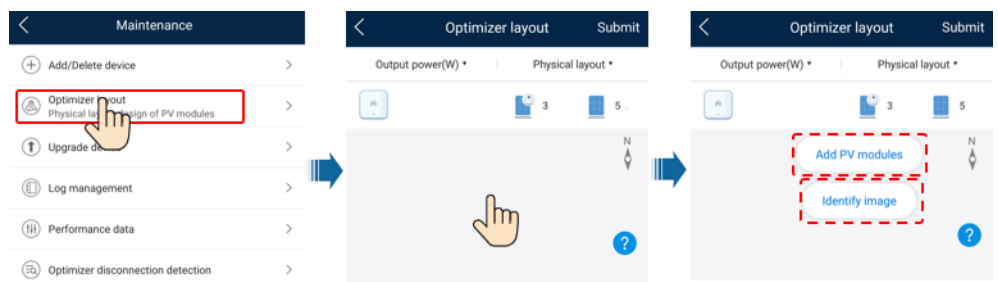 Maintenance
Add/Delete device
Optimizer layout
Physical layout design of PV modules
Upgrade device
Log management
Performance data
Optimizer disconnection detection
Optimizer layout
Submit
Output power(W)
Physical layout
3
5
N
?
Optimizer layout
Submit
Output power(W)
Physical layout
3
5
N
Add PV modules
Identify image
?